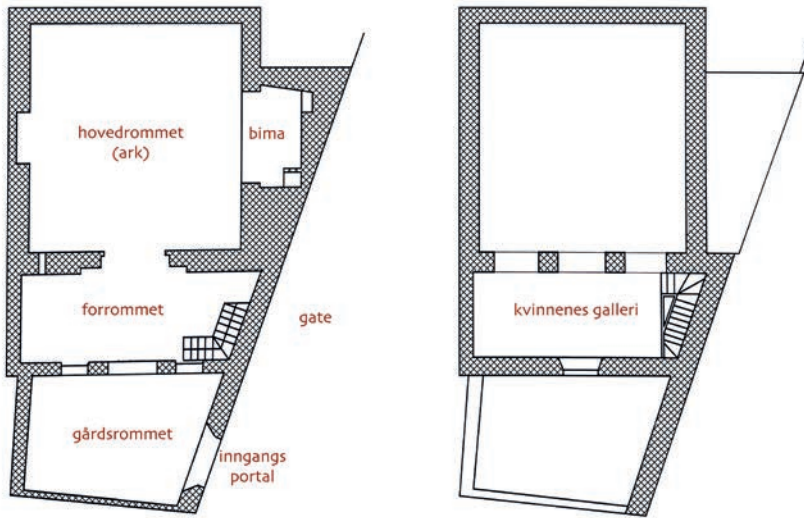 hovedrommet
(ark)
bima
forrommet
gate
gårdsrommet
inngangs
portal
kvinnenes galleri